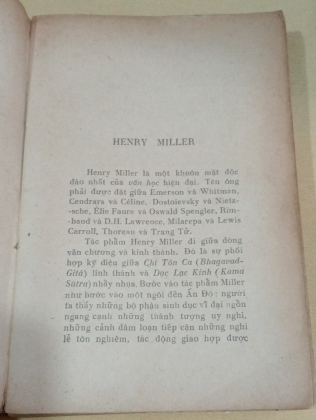 HENRY MILLER
Henry Miller là một khuôn mặt độc
đáo nhất của văn học hiện đại. Tên ông
phải được đặt giữa Emerson và Whitman,
Cendrars và Céline, Dostoievsky và Nietz-
-sche, Élie Faure và Oswald Spengler, Rim-
baud và D.H. Lawrence, Milarepa và Lewis
Carroll, Thoreau và Trang Tử.
Tác phẩm Henry Miller đi giữa dòng
văn chương và kinh thánh. Đó là sự phối
hợp kỳ diệu giữa Chí Tôn Ca (Bhagavad-
Gitâ) linh thánh và Dục Lạc Kinh (Kama
Sûtra) nhầy nhụa. Bước vào tác phẩm Miller
như bước vào một ngôi đền Ấn Độ: người
ta thấy những bộ phận sinh dục vĩ đại ngồn
ngang cạnh những thánh tượng uy nghi,
những cảnh dâm loạn tiếp cận những nghi
lễ tôn nghiêm, tác động giao hợp được